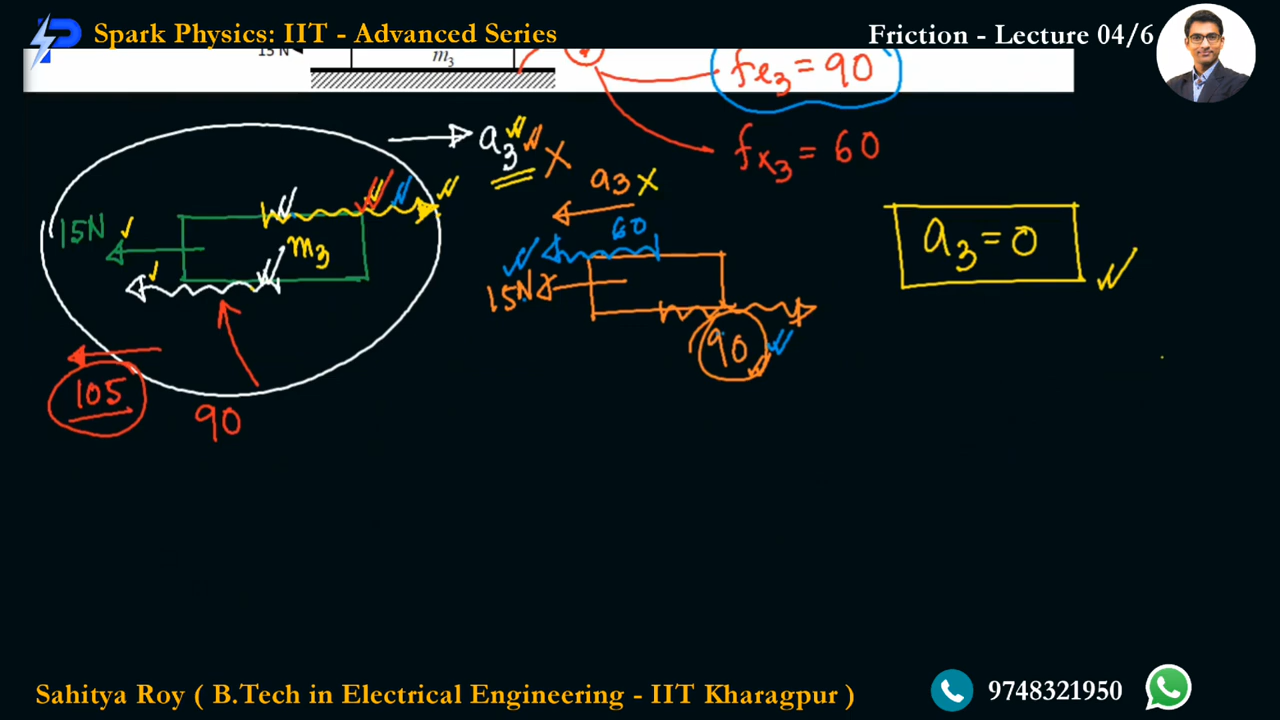 Spark Physics: IIT - Advanced Series
Friction - Lecture 04/6
m₃
fe₃ = 90
fx₃ = 60
a₃
15N
m₃
90
105
a₃
60
15N
90
a₃ = 0
Sahitya Roy ( B.Tech in Electrical Engineering - IIT Kharagpur )
9748321950